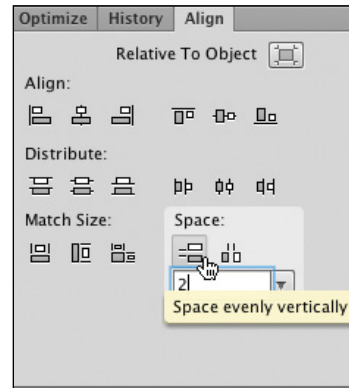 Optimize History Align
Relative To Object
Align:
Distribute:
Match Size: Space:
2
Space evenly vertically